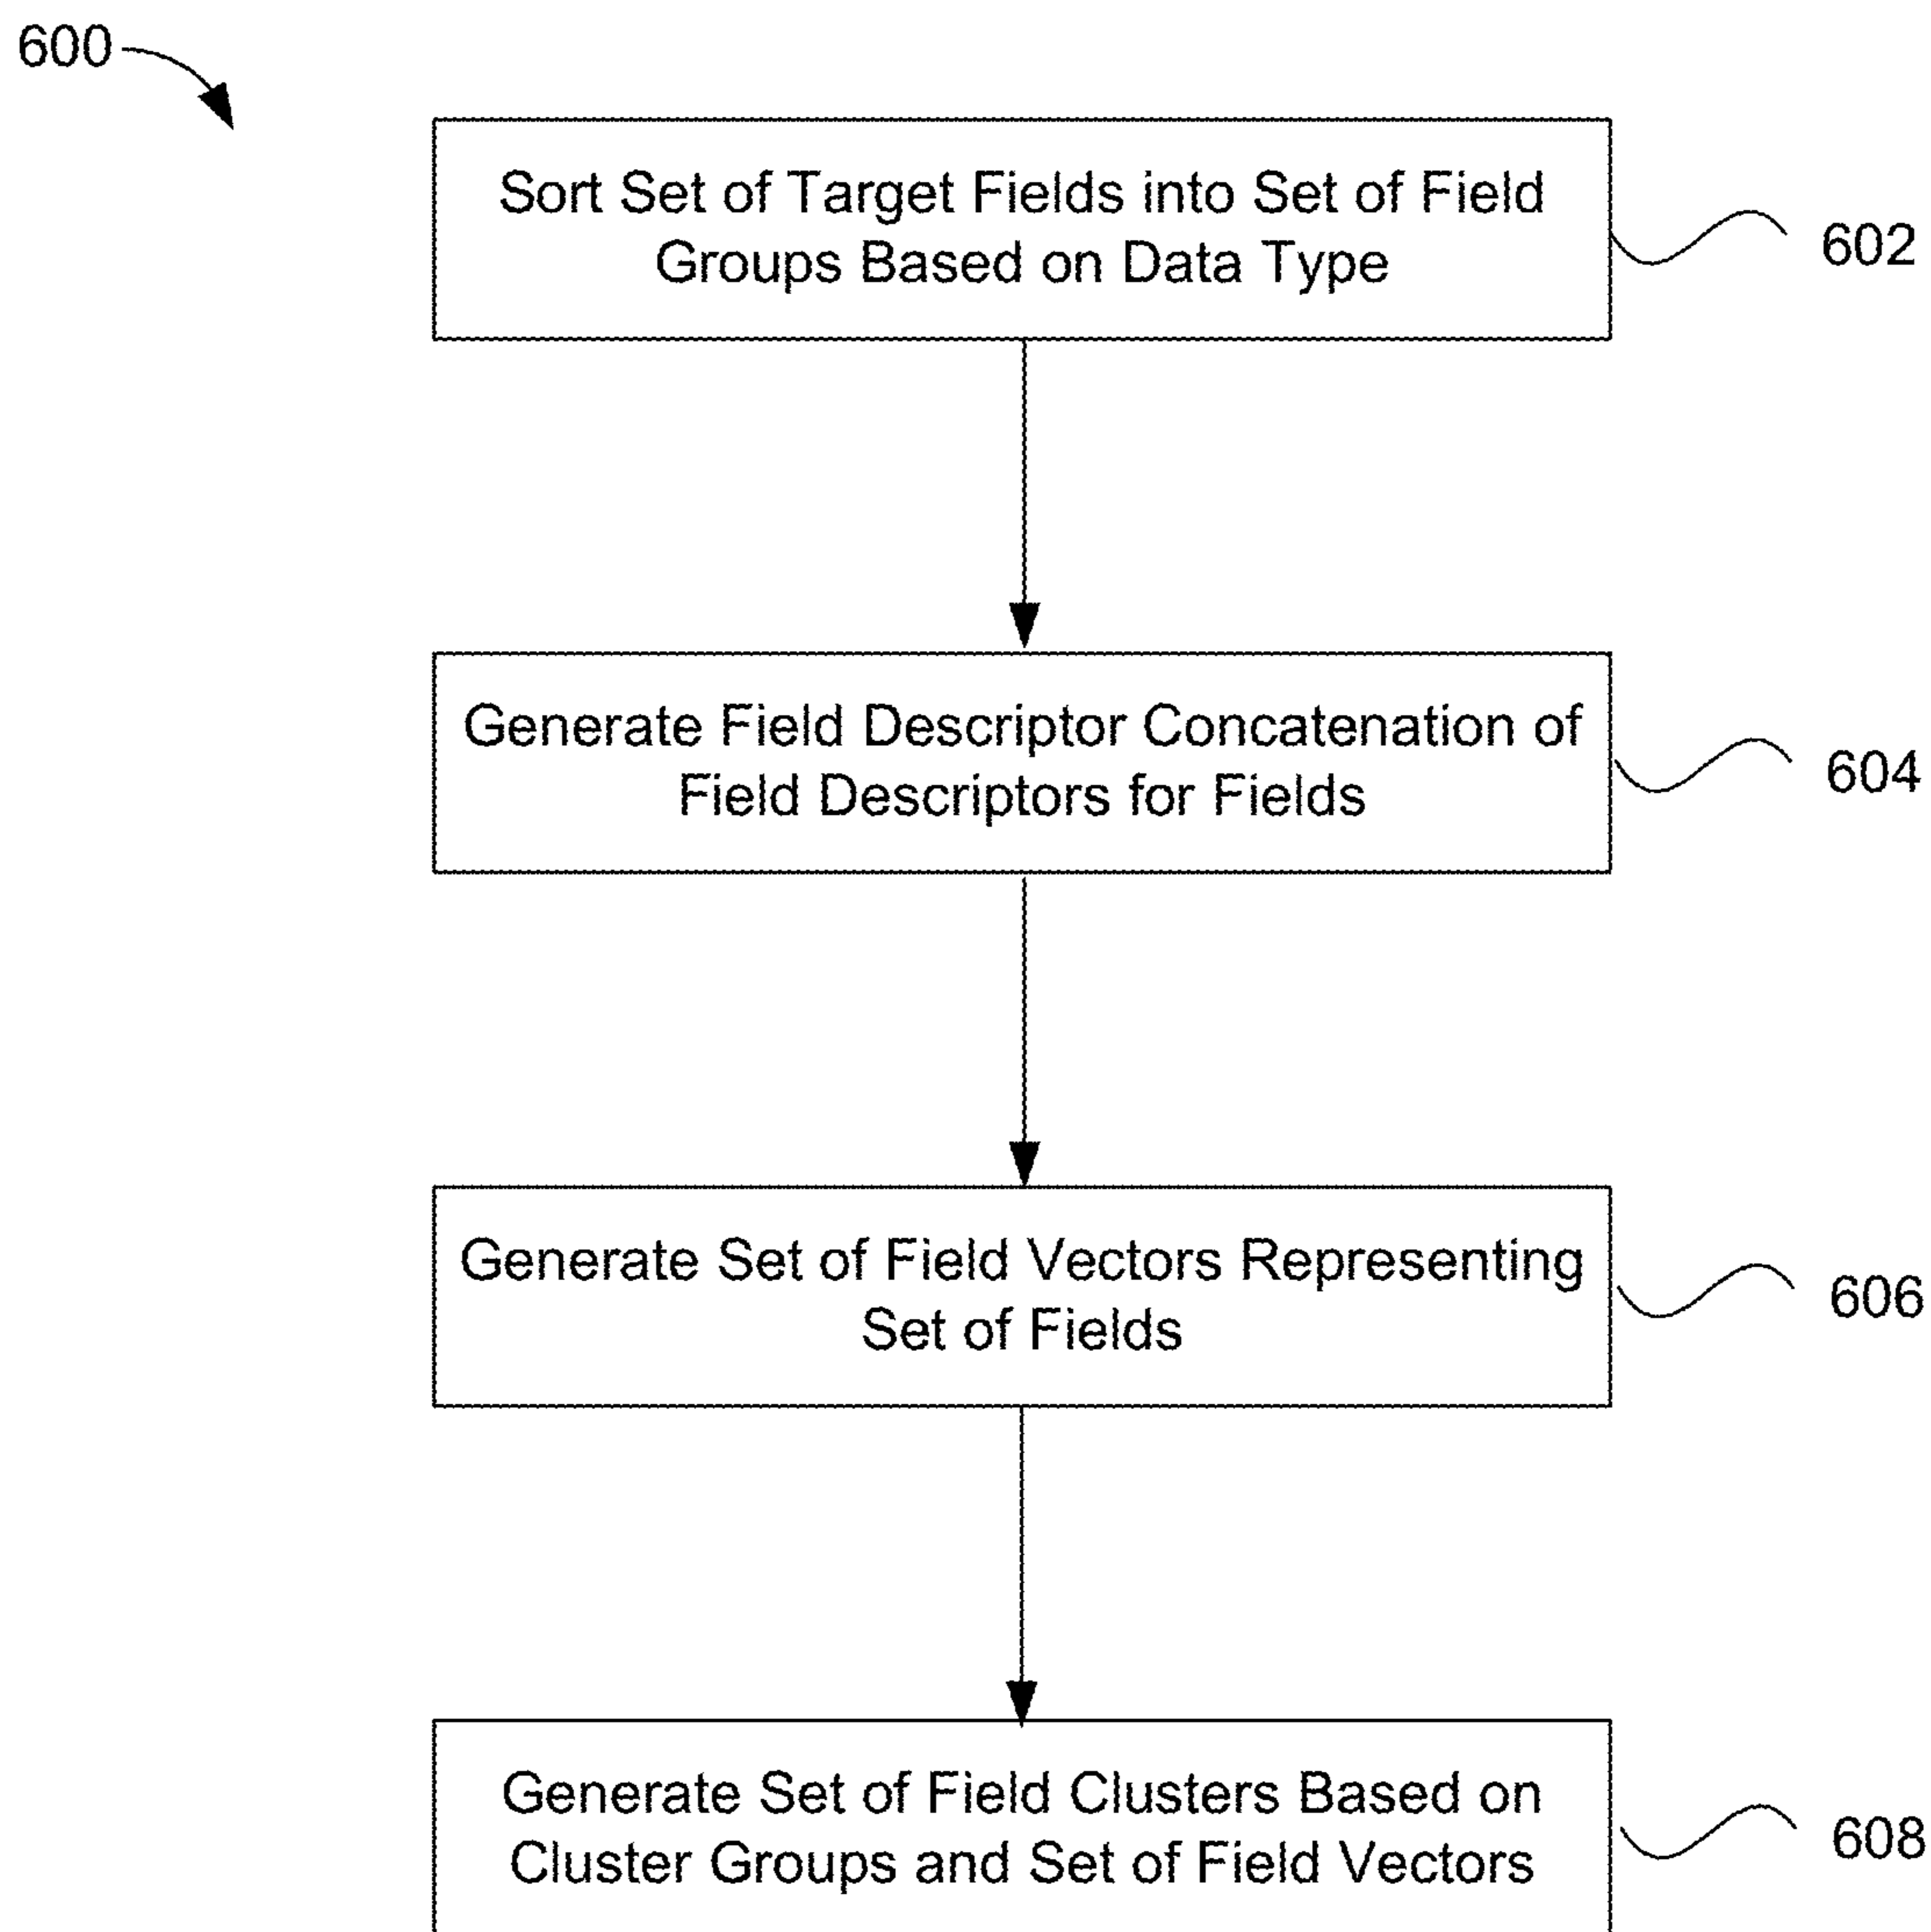 600
Sort Set of Target Fields into Set of Field
Groups Based on Data Type
602
Generate Field Descriptor Concatenation of
Field Descriptors for Fields
604
Generate Set of Field Vectors Representing
Set of Fields
606
Generate Set of Field Clusters Based on
Cluster Groups and Set of Field Vectors
608